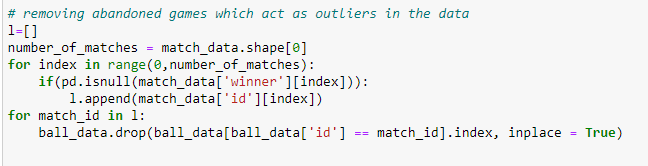 # removing abandoned games which act as outliers in the data
l=[]
number_of_matches = match_data.shape[0]
for index in range(0,number_of_matches):
    if(pd.isnull(match_data['winner'][index])):
        l.append(match_data['id'][index])
for match_id in l:
    ball_data.drop(ball_data[ball_data['id'] == match_id].index, inplace = True)